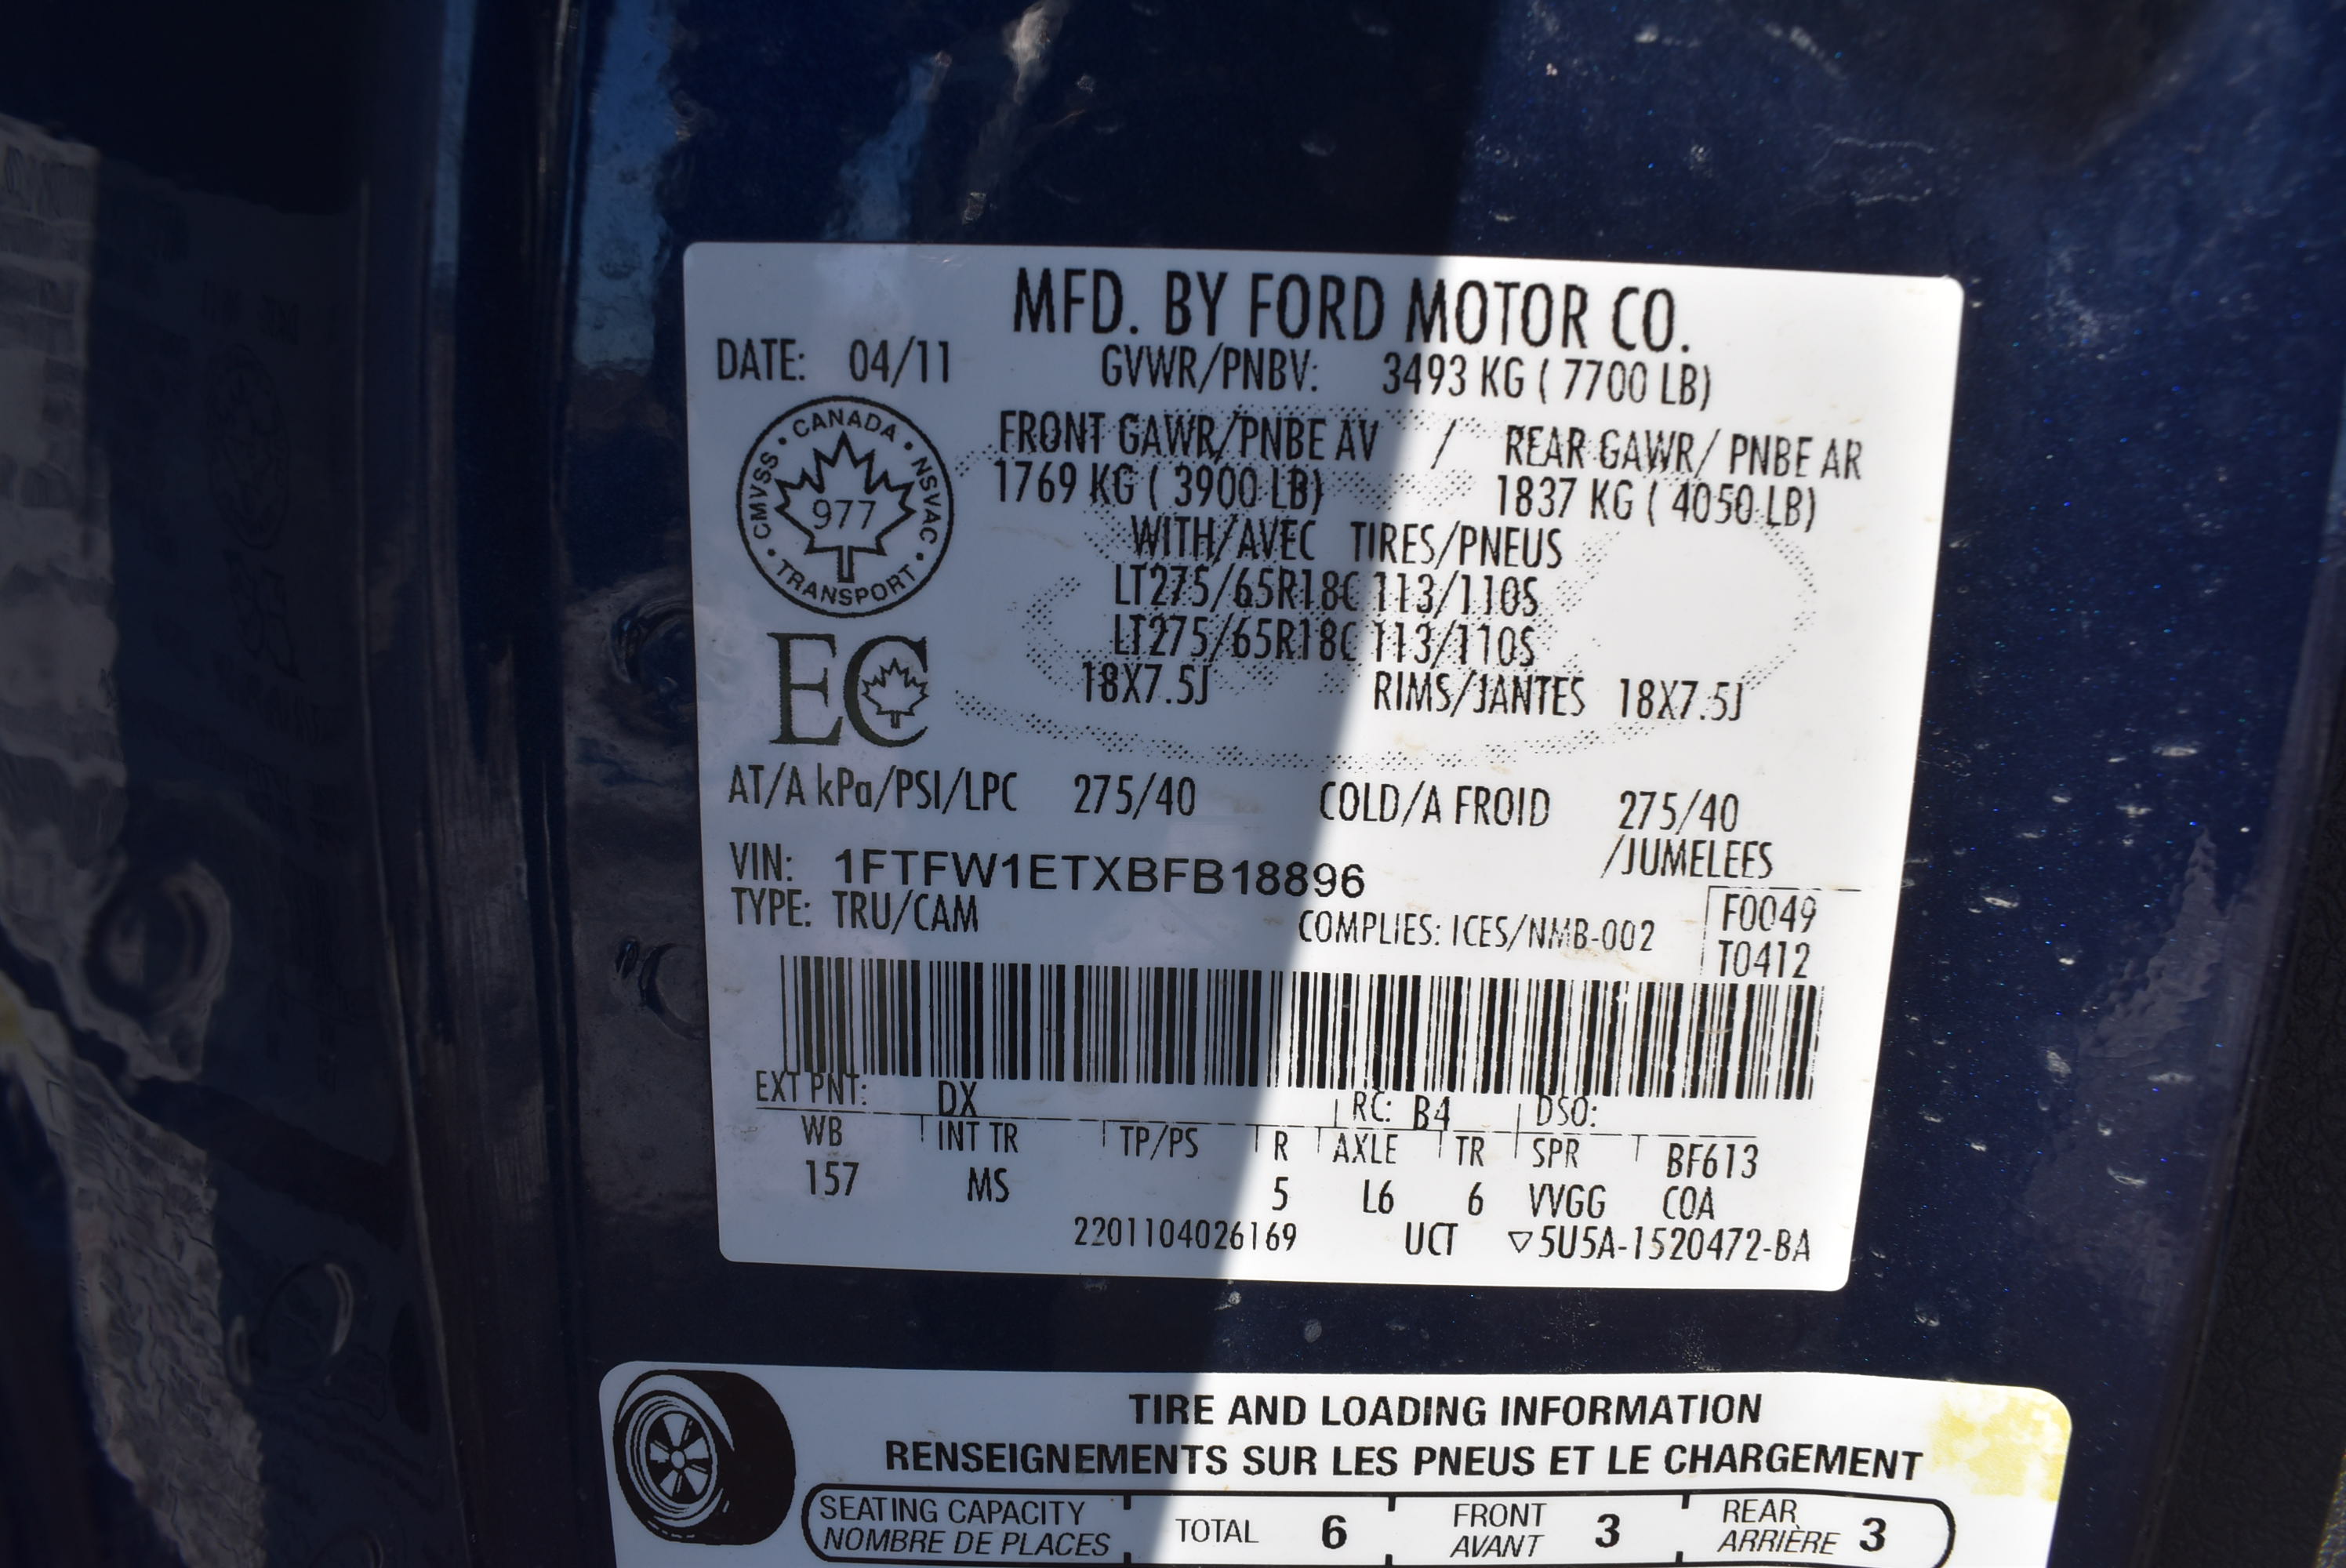 MFD. BY FORD MOTOR CO.
DATE: 04/11 GVWR/PNBV: 3493 KG ( 7700 LB)
FRONT GAWR/PNBE AV / REAR GAWR/ PNBE AR
1769 KG ( 3900 LB) 1837 KG ( 4050 LB)
CANADA • NSVAC • TRANSPORT • CMVSS •
977
WITH/AVEC TIRES/PNEUS
LT275/65R18C 113/110S
LT275/65R18C 113/110S
EC
18X7.5J RIMS/JANTES 18X7.5J
AT/A kPa/PSI/LPC 275/40 COLD/A FROID 275/40
/JUMELEES
VIN: 1FTFW1ETXBFB18896
TYPE: TRU/CAM COMPLIES: ICES/NMB-002
F0049
T0412
EXT PNT: DX RC: B4 DSO:
WB INT TR TP/PS R AXLE TR SPR BF613
157 MS 5 L6 6 VVGG COA
2201104026169 UCT ▽5U5A-1520472-BA
TIRE AND LOADING INFORMATION
RENSEIGNEMENTS SUR LES PNEUS ET LE CHARGEMENT
SEATING CAPACITY
NOMBRE DE PLACES
TOTAL 6
FRONT
AVANT
3
REAR
ARRIÈRE
3